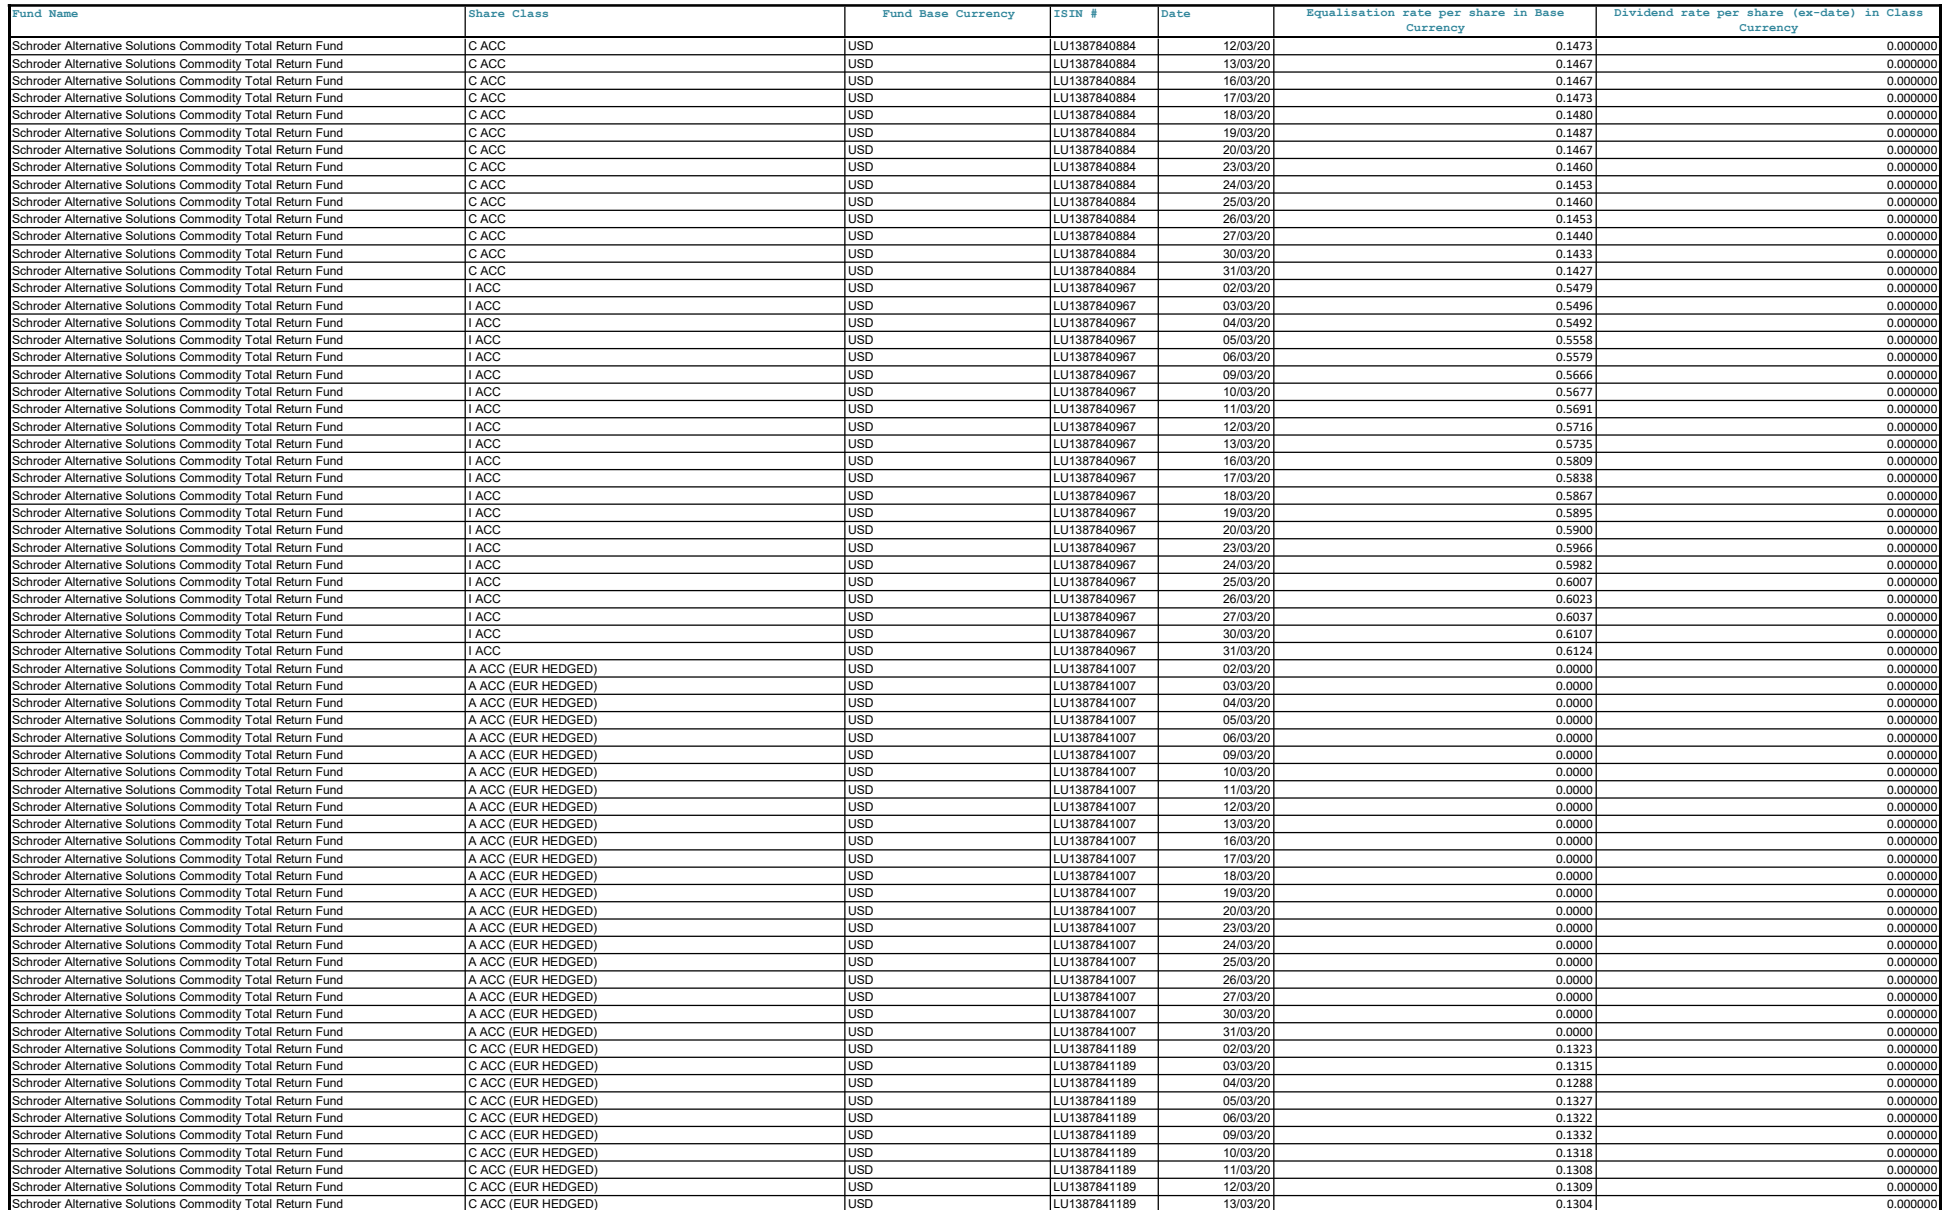 Fund Name Share Class Fund Base Currency ISIN # Date Equalisation rate per share in Base Currency Dividend rate per share (ex-date) in Class Currency
Schroder Alternative Solutions Commodity Total Return Fund C ACC USD LU1387840884 12/03/20 0.1473 0.000000
Schroder Alternative Solutions Commodity Total Return Fund C ACC USD LU1387840884 13/03/20 0.1467 0.000000
Schroder Alternative Solutions Commodity Total Return Fund C ACC USD LU1387840884 16/03/20 0.1467 0.000000
Schroder Alternative Solutions Commodity Total Return Fund C ACC USD LU1387840884 17/03/20 0.1473 0.000000
Schroder Alternative Solutions Commodity Total Return Fund C ACC USD LU1387840884 18/03/20 0.1480 0.000000
Schroder Alternative Solutions Commodity Total Return Fund C ACC USD LU1387840884 19/03/20 0.1487 0.000000
Schroder Alternative Solutions Commodity Total Return Fund C ACC USD LU1387840884 20/03/20 0.1467 0.000000
Schroder Alternative Solutions Commodity Total Return Fund C ACC USD LU1387840884 23/03/20 0.1460 0.000000
Schroder Alternative Solutions Commodity Total Return Fund C ACC USD LU1387840884 24/03/20 0.1453 0.000000
Schroder Alternative Solutions Commodity Total Return Fund C ACC USD LU1387840884 25/03/20 0.1460 0.000000
Schroder Alternative Solutions Commodity Total Return Fund C ACC USD LU1387840884 26/03/20 0.1453 0.000000
Schroder Alternative Solutions Commodity Total Return Fund C ACC USD LU1387840884 27/03/20 0.1440 0.000000
Schroder Alternative Solutions Commodity Total Return Fund C ACC USD LU1387840884 30/03/20 0.1433 0.000000
Schroder Alternative Solutions Commodity Total Return Fund C ACC USD LU1387840884 31/03/20 0.1427 0.000000
Schroder Alternative Solutions Commodity Total Return Fund I ACC USD LU1387840967 02/03/20 0.5479 0.000000
Schroder Alternative Solutions Commodity Total Return Fund I ACC USD LU1387840967 03/03/20 0.5496 0.000000
Schroder Alternative Solutions Commodity Total Return Fund I ACC USD LU1387840967 04/03/20 0.5492 0.000000
Schroder Alternative Solutions Commodity Total Return Fund I ACC USD LU1387840967 05/03/20 0.5558 0.000000
Schroder Alternative Solutions Commodity Total Return Fund I ACC USD LU1387840967 06/03/20 0.5579 0.000000
Schroder Alternative Solutions Commodity Total Return Fund I ACC USD LU1387840967 09/03/20 0.5666 0.000000
Schroder Alternative Solutions Commodity Total Return Fund I ACC USD LU1387840967 10/03/20 0.5677 0.000000
Schroder Alternative Solutions Commodity Total Return Fund I ACC USD LU1387840967 11/03/20 0.5691 0.000000
Schroder Alternative Solutions Commodity Total Return Fund I ACC USD LU1387840967 12/03/20 0.5716 0.000000
Schroder Alternative Solutions Commodity Total Return Fund I ACC USD LU1387840967 13/03/20 0.5735 0.000000
Schroder Alternative Solutions Commodity Total Return Fund I ACC USD LU1387840967 16/03/20 0.5809 0.000000
Schroder Alternative Solutions Commodity Total Return Fund I ACC USD LU1387840967 17/03/20 0.5838 0.000000
Schroder Alternative Solutions Commodity Total Return Fund I ACC USD LU1387840967 18/03/20 0.5867 0.000000
Schroder Alternative Solutions Commodity Total Return Fund I ACC USD LU1387840967 19/03/20 0.5895 0.000000
Schroder Alternative Solutions Commodity Total Return Fund I ACC USD LU1387840967 20/03/20 0.5900 0.000000
Schroder Alternative Solutions Commodity Total Return Fund I ACC USD LU1387840967 23/03/20 0.5966 0.000000
Schroder Alternative Solutions Commodity Total Return Fund I ACC USD LU1387840967 24/03/20 0.5982 0.000000
Schroder Alternative Solutions Commodity Total Return Fund I ACC USD LU1387840967 25/03/20 0.6007 0.000000
Schroder Alternative Solutions Commodity Total Return Fund I ACC USD LU1387840967 26/03/20 0.6023 0.000000
Schroder Alternative Solutions Commodity Total Return Fund I ACC USD LU1387840967 27/03/20 0.6037 0.000000
Schroder Alternative Solutions Commodity Total Return Fund I ACC USD LU1387840967 30/03/20 0.6107 0.000000
Schroder Alternative Solutions Commodity Total Return Fund I ACC USD LU1387840967 31/03/20 0.6124 0.000000
Schroder Alternative Solutions Commodity Total Return Fund A ACC (EUR HEDGED) USD LU1387841007 02/03/20 0.0000 0.000000
Schroder Alternative Solutions Commodity Total Return Fund A ACC (EUR HEDGED) USD LU1387841007 03/03/20 0.0000 0.000000
Schroder Alternative Solutions Commodity Total Return Fund A ACC (EUR HEDGED) USD LU1387841007 04/03/20 0.0000 0.000000
Schroder Alternative Solutions Commodity Total Return Fund A ACC (EUR HEDGED) USD LU1387841007 05/03/20 0.0000 0.000000
Schroder Alternative Solutions Commodity Total Return Fund A ACC (EUR HEDGED) USD LU1387841007 06/03/20 0.0000 0.000000
Schroder Alternative Solutions Commodity Total Return Fund A ACC (EUR HEDGED) USD LU1387841007 09/03/20 0.0000 0.000000
Schroder Alternative Solutions Commodity Total Return Fund A ACC (EUR HEDGED) USD LU1387841007 10/03/20 0.0000 0.000000
Schroder Alternative Solutions Commodity Total Return Fund A ACC (EUR HEDGED) USD LU1387841007 11/03/20 0.0000 0.000000
Schroder Alternative Solutions Commodity Total Return Fund A ACC (EUR HEDGED) USD LU1387841007 12/03/20 0.0000 0.000000
Schroder Alternative Solutions Commodity Total Return Fund A ACC (EUR HEDGED) USD LU1387841007 13/03/20 0.0000 0.000000
Schroder Alternative Solutions Commodity Total Return Fund A ACC (EUR HEDGED) USD LU1387841007 16/03/20 0.0000 0.000000
Schroder Alternative Solutions Commodity Total Return Fund A ACC (EUR HEDGED) USD LU1387841007 17/03/20 0.0000 0.000000
Schroder Alternative Solutions Commodity Total Return Fund A ACC (EUR HEDGED) USD LU1387841007 18/03/20 0.0000 0.000000
Schroder Alternative Solutions Commodity Total Return Fund A ACC (EUR HEDGED) USD LU1387841007 19/03/20 0.0000 0.000000
Schroder Alternative Solutions Commodity Total Return Fund A ACC (EUR HEDGED) USD LU1387841007 20/03/20 0.0000 0.000000
Schroder Alternative Solutions Commodity Total Return Fund A ACC (EUR HEDGED) USD LU1387841007 23/03/20 0.0000 0.000000
Schroder Alternative Solutions Commodity Total Return Fund A ACC (EUR HEDGED) USD LU1387841007 24/03/20 0.0000 0.000000
Schroder Alternative Solutions Commodity Total Return Fund A ACC (EUR HEDGED) USD LU1387841007 25/03/20 0.0000 0.000000
Schroder Alternative Solutions Commodity Total Return Fund A ACC (EUR HEDGED) USD LU1387841007 26/03/20 0.0000 0.000000
Schroder Alternative Solutions Commodity Total Return Fund A ACC (EUR HEDGED) USD LU1387841007 27/03/20 0.0000 0.000000
Schroder Alternative Solutions Commodity Total Return Fund A ACC (EUR HEDGED) USD LU1387841007 30/03/20 0.0000 0.000000
Schroder Alternative Solutions Commodity Total Return Fund A ACC (EUR HEDGED) USD LU1387841007 31/03/20 0.0000 0.000000
Schroder Alternative Solutions Commodity Total Return Fund C ACC (EUR HEDGED) USD LU1387841189 02/03/20 0.1323 0.000000
Schroder Alternative Solutions Commodity Total Return Fund C ACC (EUR HEDGED) USD LU1387841189 03/03/20 0.1315 0.000000
Schroder Alternative Solutions Commodity Total Return Fund C ACC (EUR HEDGED) USD LU1387841189 04/03/20 0.1288 0.000000
Schroder Alternative Solutions Commodity Total Return Fund C ACC (EUR HEDGED) USD LU1387841189 05/03/20 0.1327 0.000000
Schroder Alternative Solutions Commodity Total Return Fund C ACC (EUR HEDGED) USD LU1387841189 06/03/20 0.1322 0.000000
Schroder Alternative Solutions Commodity Total Return Fund C ACC (EUR HEDGED) USD LU1387841189 09/03/20 0.1332 0.000000
Schroder Alternative Solutions Commodity Total Return Fund C ACC (EUR HEDGED) USD LU1387841189 10/03/20 0.1318 0.000000
Schroder Alternative Solutions Commodity Total Return Fund C ACC (EUR HEDGED) USD LU1387841189 11/03/20 0.1308 0.000000
Schroder Alternative Solutions Commodity Total Return Fund C ACC (EUR HEDGED) USD LU1387841189 12/03/20 0.1309 0.000000
Schroder Alternative Solutions Commodity Total Return Fund C ACC (EUR HEDGED) USD LU1387841189 13/03/20 0.1304 0.000000